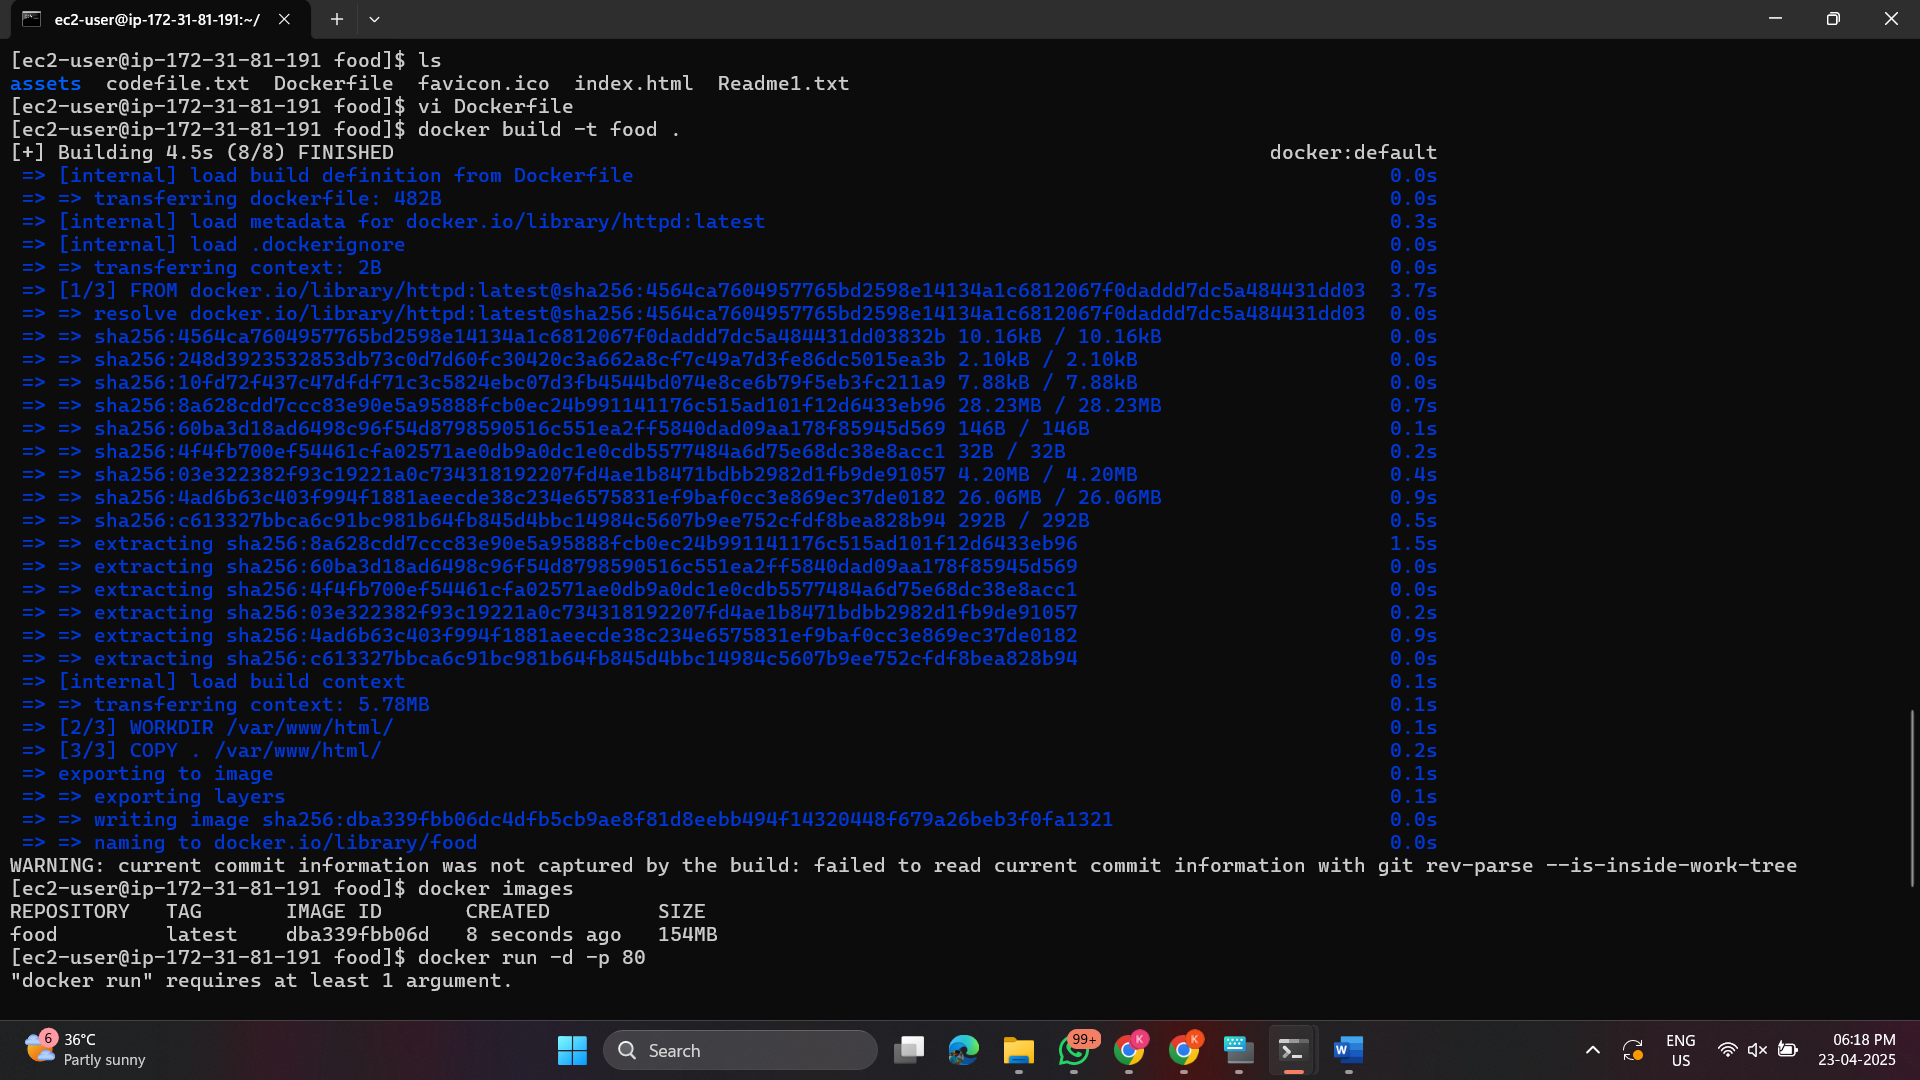 ec2-user@ip-172-31-81-191:~/
[ec2-user@ip-172-31-81-191 food]$ ls
assets  codefile.txt  Dockerfile  favicon.ico  index.html  Readme1.txt
[ec2-user@ip-172-31-81-191 food]$ vi Dockerfile
[ec2-user@ip-172-31-81-191 food]$ docker build -t food .
[+] Building 4.5s (8/8) FINISHED docker:default
=> [internal] load build definition from Dockerfile 0.0s
=> => transferring dockerfile: 482B 0.0s
=> [internal] load metadata for docker.io/library/httpd:latest 0.3s
=> [internal] load .dockerignore 0.0s
=> => transferring context: 2B 0.0s
=> [1/3] FROM docker.io/library/httpd:latest@sha256:4564ca7604957765bd2598e14134a1c6812067f0daddd7dc5a484431dd03 3.7s
=> => resolve docker.io/library/httpd:latest@sha256:4564ca7604957765bd2598e14134a1c6812067f0daddd7dc5a484431dd03 0.0s
=> => sha256:4564ca7604957765bd2598e14134a1c6812067f0daddd7dc5a484431dd03832b 10.16kB / 10.16kB 0.0s
=> => sha256:248d3923532853db73c0d7d60fc30420c3a662a8cf7c49a7d3fe86dc5015ea3b 2.10kB / 2.10kB 0.0s
=> => sha256:10fd72f437c47dfdf71c3c5824ebc07d3fb4544bd074e8ce6b79f5eb3fc211a9 7.88kB / 7.88kB 0.0s
=> => sha256:8a628cdd7ccc83e90e5a95888fcb0ec24b991141176c515ad101f12d6433eb96 28.23MB / 28.23MB 0.7s
=> => sha256:60ba3d18ad6498c96f54d8798590516c551ea2ff5840dad09aa178f85945d569 146B / 146B 0.1s
=> => sha256:4f4fb700ef54461cfa02571ae0db9a0dc1e0cdb5577484a6d75e68dc38e8acc1 32B / 32B 0.2s
=> => sha256:03e322382f93c19221a0c734318192207fd4ae1b8471bdbb2982d1fb9de91057 4.20MB / 4.20MB 0.4s
=> => sha256:4ad6b63c403f994f1881aeecde38c234e6575831ef9baf0cc3e869ec37de0182 26.06MB / 26.06MB 0.9s
=> => sha256:c613327bbca6c91bc981b64fb845d4bbc14984c5607b9ee752cfdf8bea828b94 292B / 292B 0.5s
=> => extracting sha256:8a628cdd7ccc83e90e5a95888fcb0ec24b991141176c515ad101f12d6433eb96 1.5s
=> => extracting sha256:60ba3d18ad6498c96f54d8798590516c551ea2ff5840dad09aa178f85945d569 0.0s
=> => extracting sha256:4f4fb700ef54461cfa02571ae0db9a0dc1e0cdb5577484a6d75e68dc38e8acc1 0.0s
=> => extracting sha256:03e322382f93c19221a0c734318192207fd4ae1b8471bdbb2982d1fb9de91057 0.2s
=> => extracting sha256:4ad6b63c403f994f1881aeecde38c234e6575831ef9baf0cc3e869ec37de0182 0.9s
=> => extracting sha256:c613327bbca6c91bc981b64fb845d4bbc14984c5607b9ee752cfdf8bea828b94 0.0s
=> [internal] load build context 0.1s
=> => transferring context: 5.78MB 0.1s
=> [2/3] WORKDIR /var/www/html/ 0.1s
=> [3/3] COPY . /var/www/html/ 0.2s
=> exporting to image 0.1s
=> => exporting layers 0.1s
=> => writing image sha256:dba339fbb06dc4dfb5cb9ae8f81d8eebb494f14320448f679a26beb3f0fa1321 0.0s
=> => naming to docker.io/library/food 0.0s
WARNING: current commit information was not captured by the build: failed to read current commit information with git rev-parse --is-inside-work-tree
[ec2-user@ip-172-31-81-191 food]$ docker images
REPOSITORY   TAG       IMAGE ID       CREATED         SIZE
food         latest    dba339fbb06d   8 seconds ago   154MB
[ec2-user@ip-172-31-81-191 food]$ docker run -d -p 80
"docker run" requires at least 1 argument.
6
36°C
Partly sunny
Search
99+
K
K
W
ENG
US
06:18 PM
23-04-2025